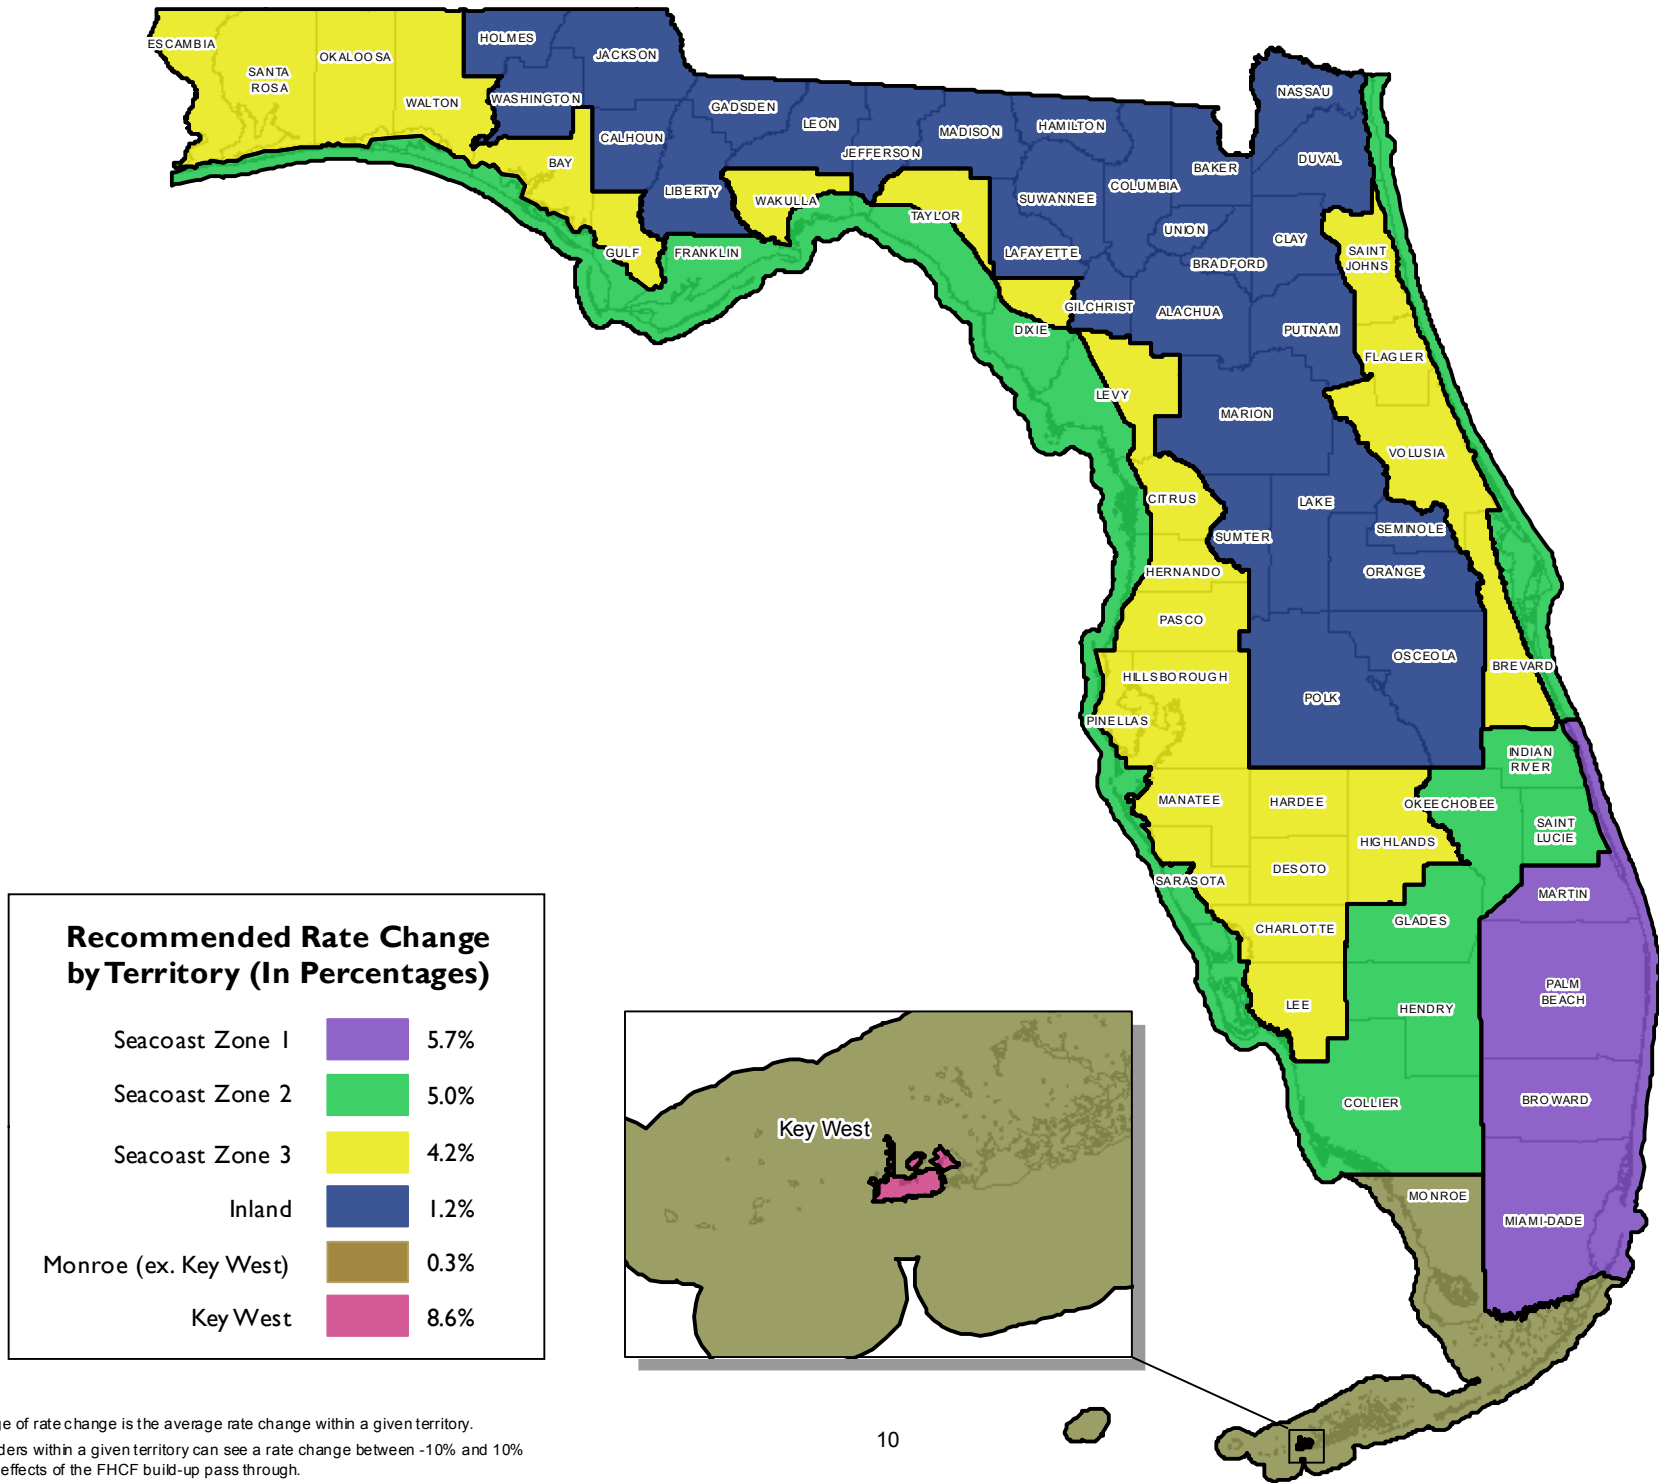 ESCAMBIA
SANTA
ROSA
OKALOOSA
WALTON
HOLMES
WASHINGTON
JACKSON
BAY
CALHOUN
GULF
LIBERTY
GADSDEN
FRANKLIN
LEON
WAKULLA
JEFFERSON
MADISON
TAYLOR
HAMILTON
SUWANNEE
LAFAYETTE
DIXIE
COLUMBIA
GILCHRIST
BAKER
UNION
BRADFORD
ALACHUA
LEVY
NASSAU
DUVAL
CLAY
PUTNAM
SAINT
JOHNS
FLAGLER
MARION
VOLUSIA
CITRUS
SUMTER
LAKE
SEMINOLE
ORANGE
HERNANDO
PASCO
HILLSBOROUGH
PINELLAS
POLK
OSCEOLA
BREVARD
INDIAN
RIVER
MANATEE
HARDEE
OKEECHOBEE
HIGHLANDS
SAINT
LUCIE
SARASOTA
DESOTO
MARTIN
CHARLOTTE
GLADES
LEE
HENDRY
PALM
BEACH
COLLIER
BROWARD
MONROE
MIAMI-DADE
Key West
Recommended Rate Change
by Territory (In Percentages)
Seacoast Zone 1 5.7%
Seacoast Zone 2 5.0%
Seacoast Zone 3 4.2%
Inland 1.2%
Monroe (ex. Key West) 0.3%
Key West 8.6%
ge of rate change is the average rate change within a given territory.
ders within a given territory can see a rate change between -10% and 10%
effects of the FHCF build-up pass through.
10